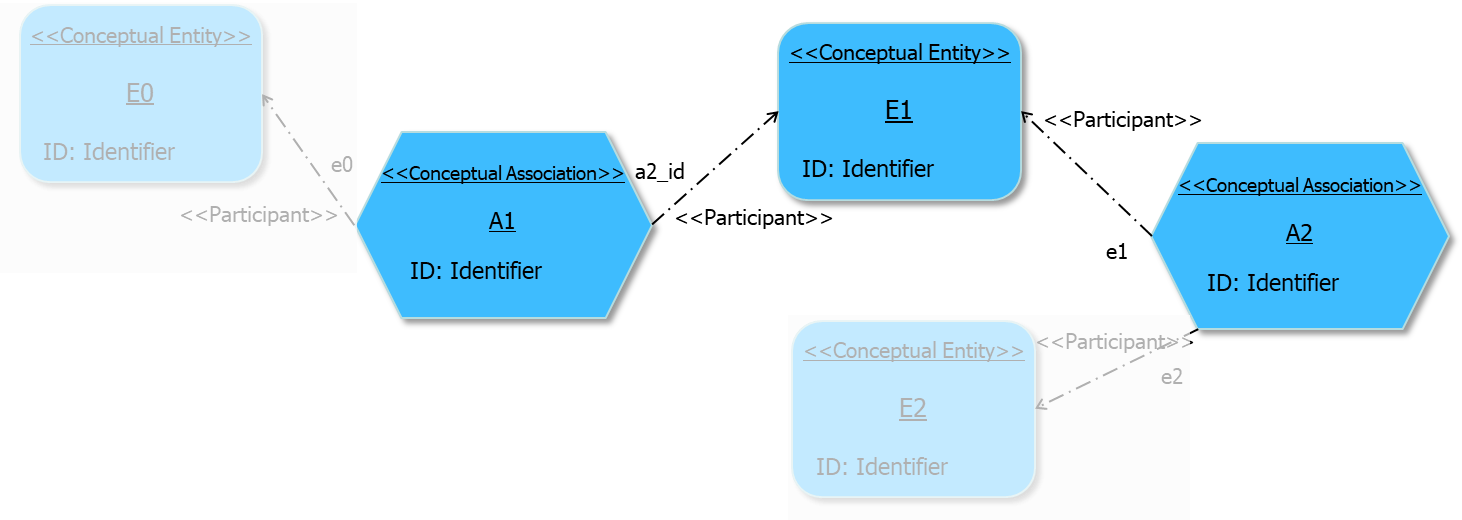 <<Conceptual Entity>>
E0
ID: Identifier
e0
<<Participant>>
<<Conceptual Association>>
A1
ID: Identifier
a2_id
<<Participant>>
<<Conceptual Entity>>
E1
ID: Identifier
<<Participant>>
e1
<<Conceptual Association>>
A2
ID: Identifier
<<Conceptual Entity>>
E2
ID: Identifier
<<Participant>>
e2